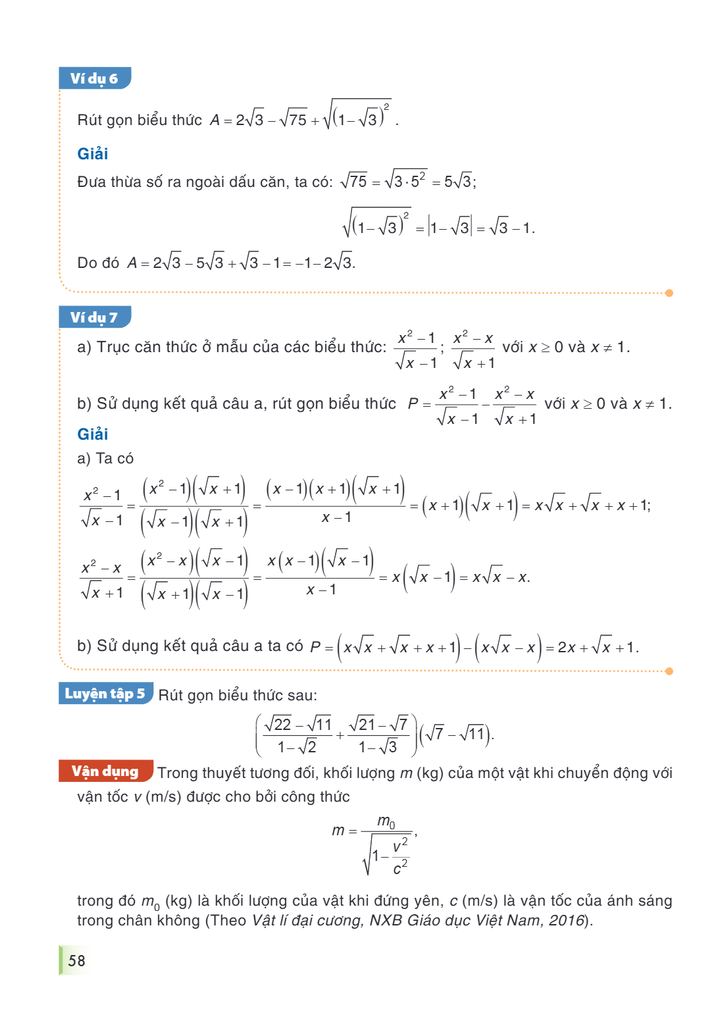 Ví dụ 6
Rút gọn biểu thức A = 2√3 − √75 + √((1 − √3)²) .
Giải
Đưa thừa số ra ngoài dấu căn, ta có: √75 = √(3·5²) = 5√3;
√((1 − √3)²) = |1 − √3| = √3 − 1.
Do đó A = 2√3 − 5√3 + √3 − 1 = −1 − 2√3.
Ví dụ 7
a) Trục căn thức ở mẫu của các biểu thức: (x² − 1)/(√x − 1) ; (x² − x)/(√x + 1) với x ≥ 0 và x ≠ 1.
b) Sử dụng kết quả câu a, rút gọn biểu thức P = (x² − 1)/(√x − 1) − (x² − x)/(√x + 1) với x ≥ 0 và x ≠ 1.
Giải
a) Ta có
(x² − 1)/(√x − 1) = ((x² − 1)(√x + 1))/((√x − 1)(√x + 1)) = ((x − 1)(x + 1)(√x + 1))/(x − 1) = (x + 1)(√x + 1) = x√x + √x + x + 1;
(x² − x)/(√x + 1) = ((x² − x)(√x − 1))/((√x + 1)(√x − 1)) = (x(x − 1)(√x − 1))/(x − 1) = x(√x − 1) = x√x − x.
b) Sử dụng kết quả câu a ta có P = (x√x + √x + x + 1) − (x√x − x) = 2x + √x + 1.
Luyện tập 5 Rút gọn biểu thức sau:
((√22 − √11)/(1 − √2) + (√21 − √7)/(1 − √3))(√7 − √11).
Vận dụng Trong thuyết tương đối, khối lượng m (kg) của một vật khi chuyển động với
vận tốc v (m/s) được cho bởi công thức
m = m₀/√(1 − v²/c²) ,
trong đó m₀ (kg) là khối lượng của vật khi đứng yên, c (m/s) là vận tốc của ánh sáng
trong chân không (Theo Vật lí đại cương, NXB Giáo dục Việt Nam, 2016).
58